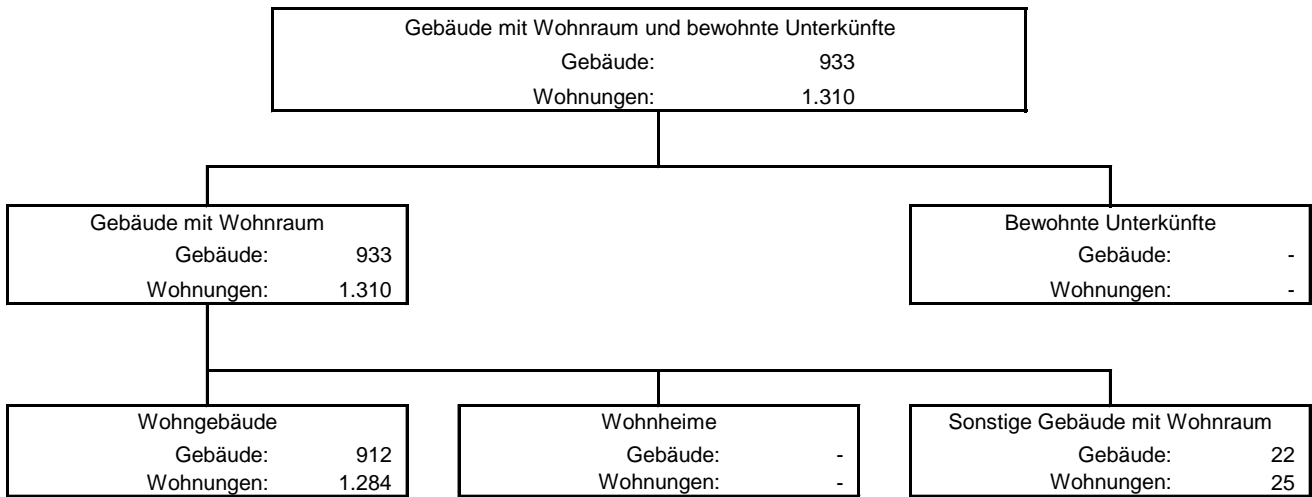 Gebäude mit Wohnraum und bewohnte Unterkünfte
Gebäude: 933
Wohnungen: 1.310
Gebäude mit Wohnraum
Gebäude: 933
Wohnungen: 1.310
Bewohnte Unterkünfte
Gebäude: -
Wohnungen: -
Wohngebäude
Gebäude: 912
Wohnungen: 1.284
Wohnheime
Gebäude: -
Wohnungen: -
Sonstige Gebäude mit Wohnraum
Gebäude: 22
Wohnungen: 25